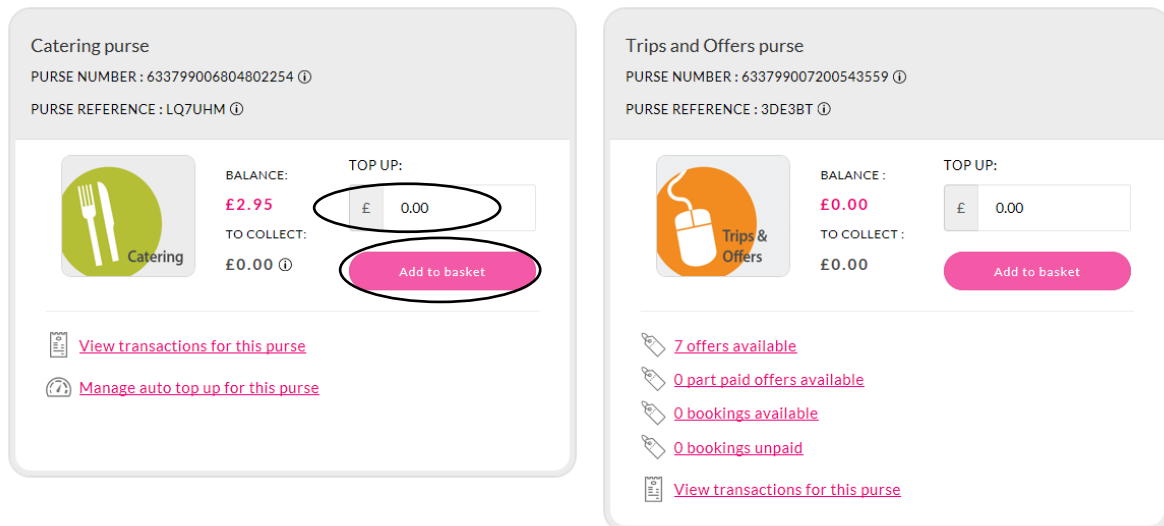 Catering purse
PURSE NUMBER : 633799006804802254
PURSE REFERENCE : LQ7UHM
Catering
BALANCE:
£2.95
TO COLLECT:
£0.00
TOP UP:
£ 0.00
Add to basket
View transactions for this purse
Manage auto top up for this purse
Trips and Offers purse
PURSE NUMBER : 633799007200543559
PURSE REFERENCE : 3DE3BT
Trips &
Offers
BALANCE :
£0.00
TO COLLECT :
£0.00
TOP UP:
£ 0.00
Add to basket
7 offers available
0 part paid offers available
0 bookings available
0 bookings unpaid
View transactions for this purse